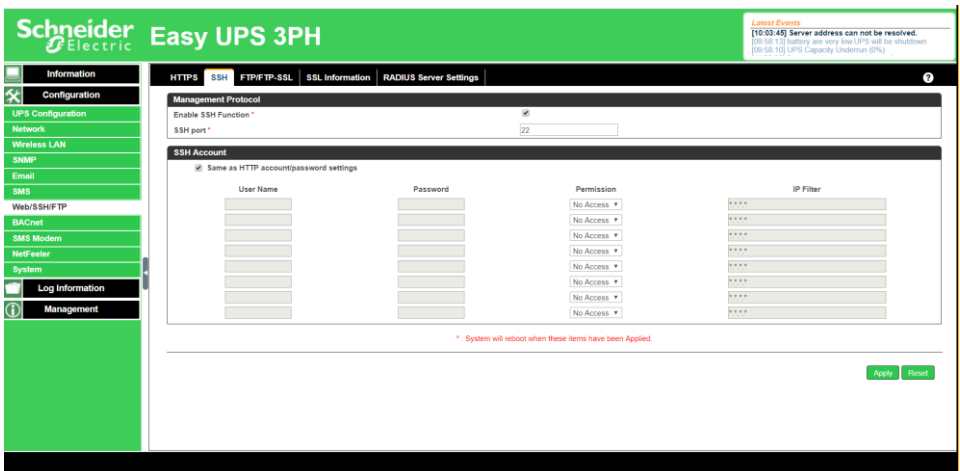 Schneider Electric
Easy UPS 3PH
Latest Events
[10:03:45] Server address can not be resolved.
[09:58:13] battery are very low UPS will be shutdown
[09:58:10] UPS Capacity Underrun (0%)
Information
Configuration
UPS Configuration
Network
Wireless LAN
SNMP
Email
SMS
Web/SSH/FTP
BACnet
SMS Modem
NetFeeler
System
Log Information
Management
HTTPS SSH FTP/FTP-SSL SSL Information RADIUS Server Settings ?
Management Protocol
Enable SSH Function *
SSH port * 22
SSH Account
Same as HTTP account/password settings
User Name Password Permission IP Filter
No Access *.*.*.*
No Access *.*.*.*
No Access *.*.*.*
No Access *.*.*.*
No Access *.*.*.*
No Access *.*.*.*
No Access *.*.*.*
No Access *.*.*.*
* : System will reboot when these items have been Applied.
Apply Reset